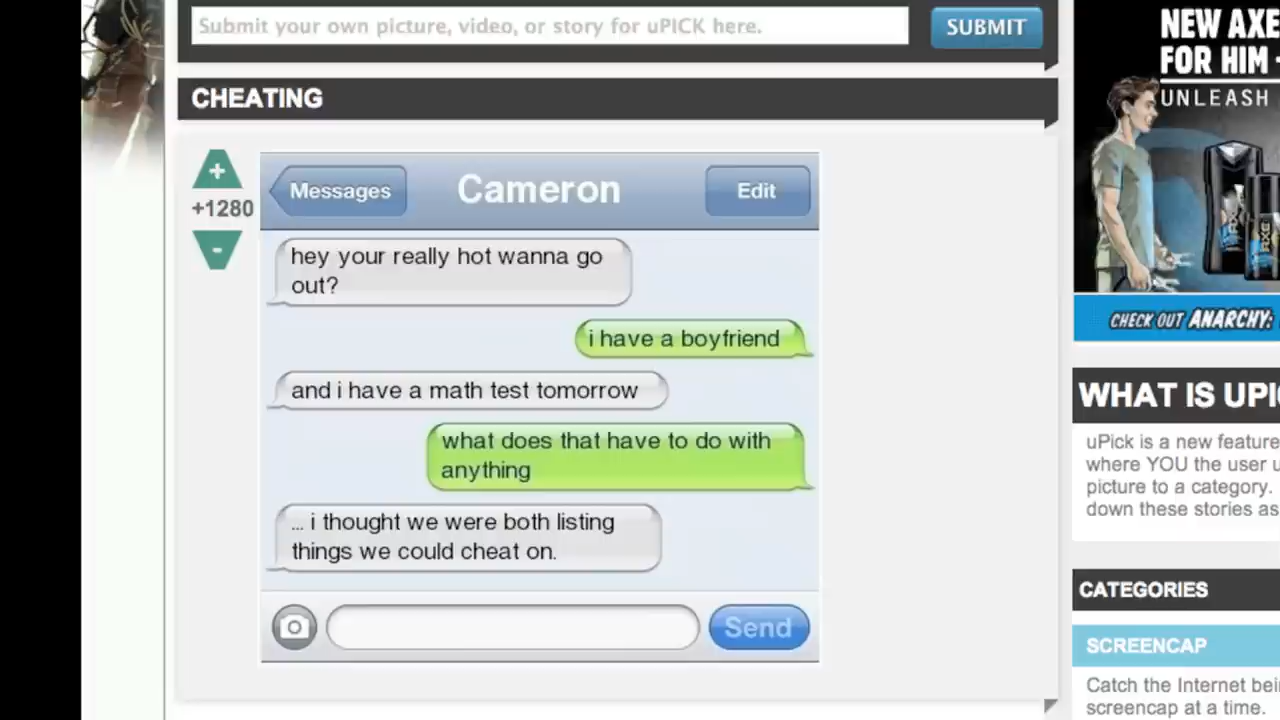 Submit your own picture, video, or story for uPICK here.
SUBMIT
CHEATING
+
+1280
-
Messages
Cameron
Edit
hey your really hot wanna go
out?
i have a boyfriend
and i have a math test tomorrow
what does that have to do with
anything
... i thought we were both listing
things we could cheat on.
Send
NEW AXE
FOR HIM
UNLEASH
AXE
AXE
CHECK OUT ANARCHY:
WHAT IS UPI
uPick is a new feature
where YOU the user u
picture to a category.
down these stories as
CATEGORIES
SCREENCAP
Catch the Internet bei
screencap at a time.